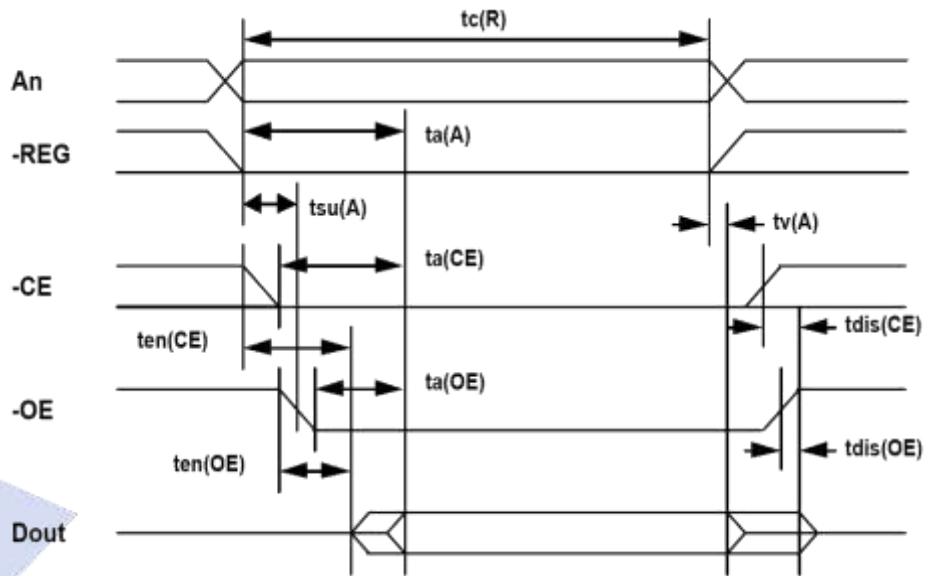 tc(R)
An
ta(A)
-REG
tsu(A)
tv(A)
ta(CE)
-CE
tdis(CE)
ten(CE)
ta(OE)
-OE
tdis(OE)
ten(OE)
Dout